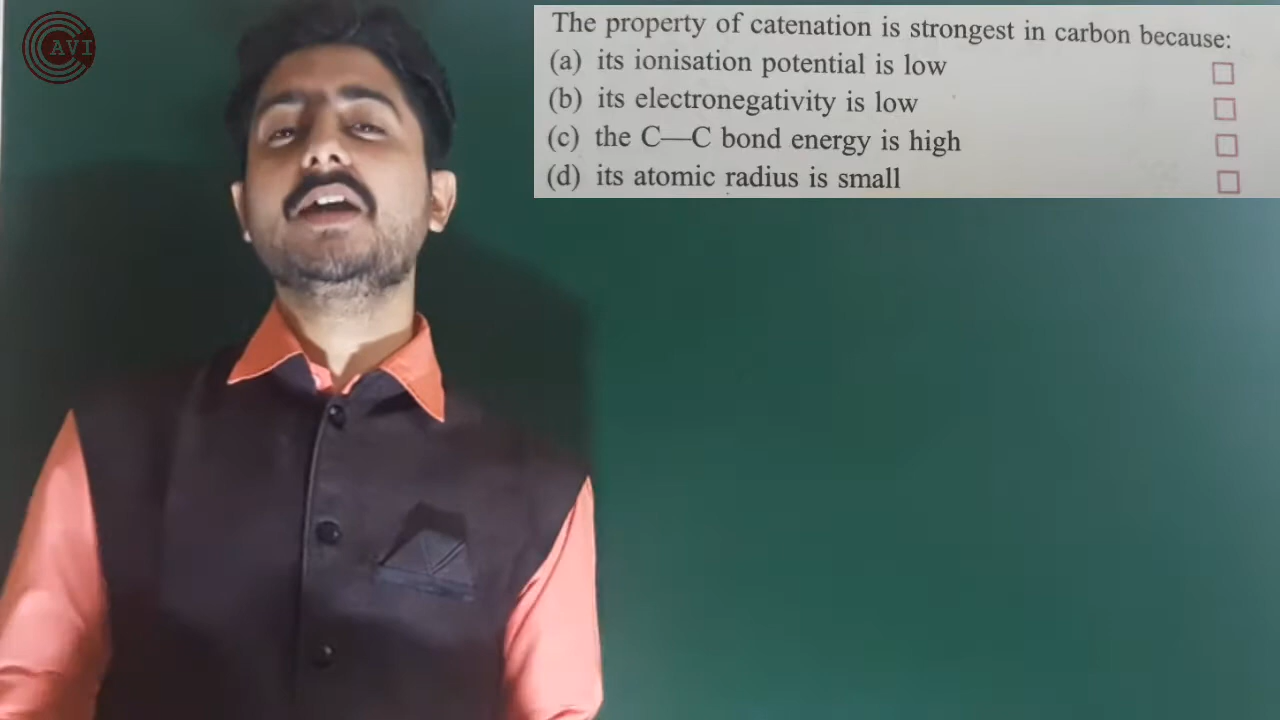 CAVI
The property of catenation is strongest in carbon because:
(a) its ionisation potential is low
(b) its electronegativity is low
(c) the C—C bond energy is high
(d) its atomic radius is small